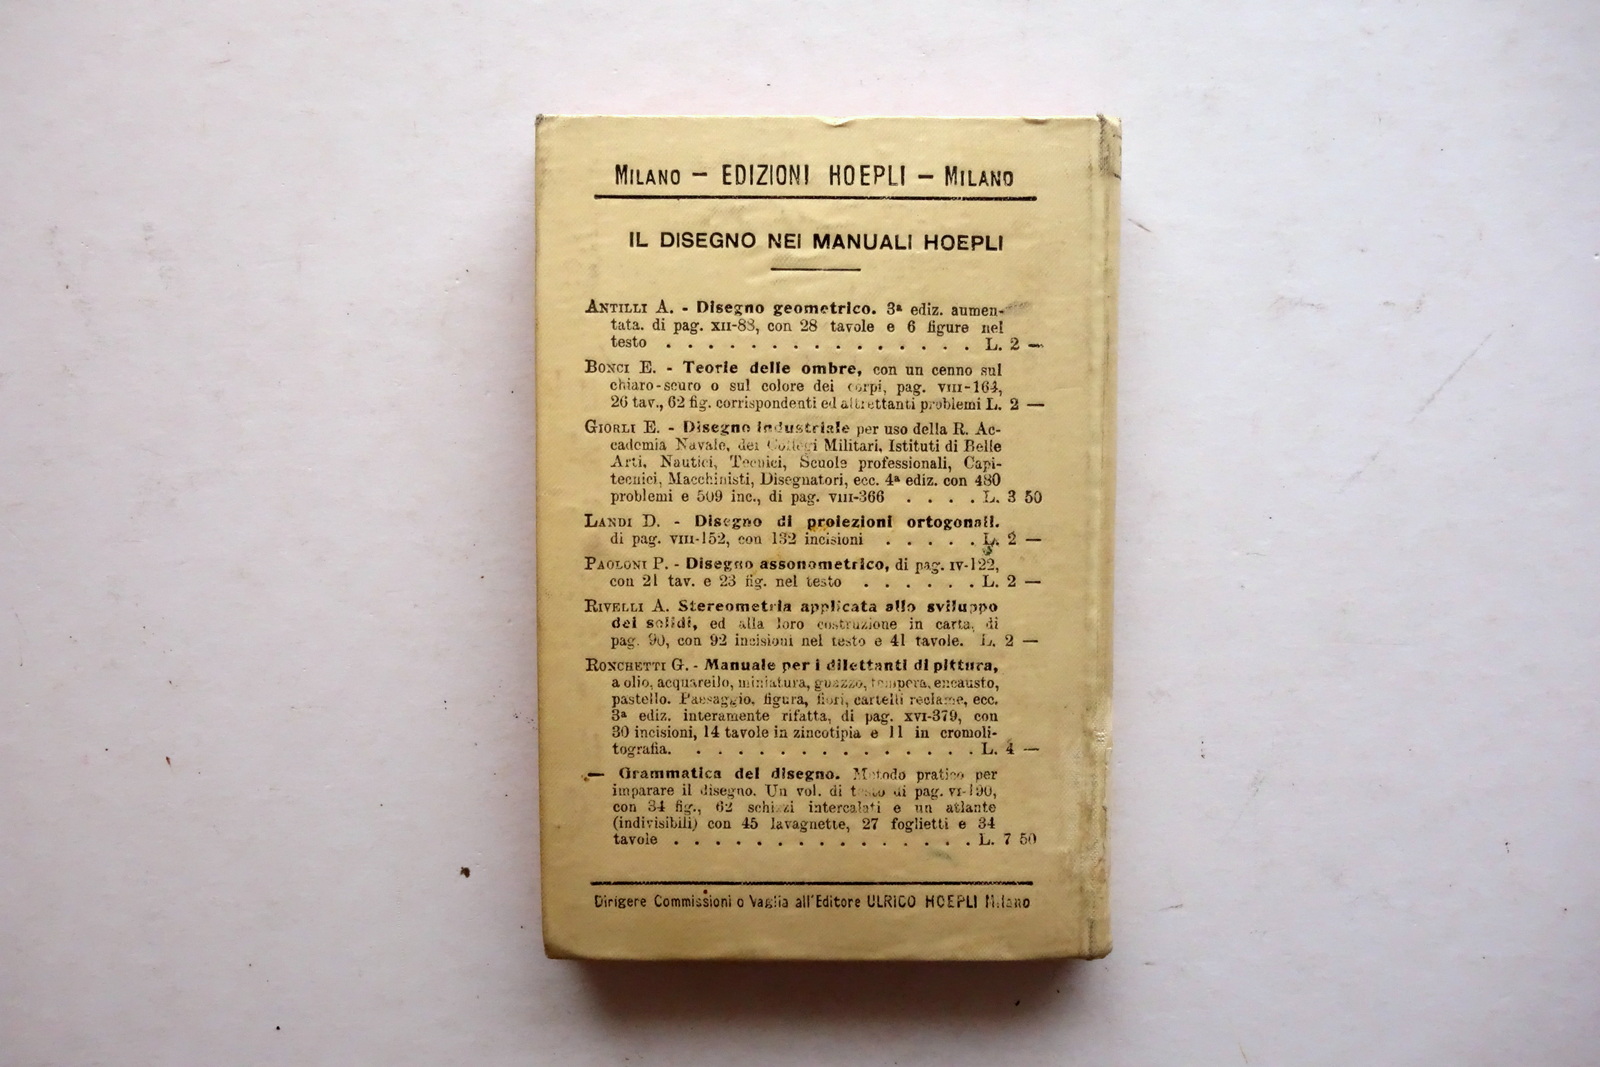 MILANO — EDIZIONI HOEPLI — MILANO
IL DISEGNO NEI MANUALI HOEPLI
ANTILLI A. - Disegno geometrico. 3ª ediz. aumen-
tata. di pag. XII-88, con 28 tavole e 6 figure nel
testo . . . . . . . . . . . . . . . L. 2 —
BONCI E. - Teorie delle ombre, con un cenno sul
chiaro-scuro o sul colore dei corpi, pag. VIII-164,
26 tav., 62 fig. corrispondenti ed altrettanti problemi L. 2 —
GIORLI E. - Disegno industriale per uso della R. Ac-
cademia Navale, dei Collegi Militari, Istituti di Belle
Arti, Nautici, Tecnici, Scuole professionali, Capi-
tecnici, Macchinisti, Disegnatori, ecc. 4ª ediz. con 480
problemi e 509 inc., di pag. VIII-366 . . . . L. 3 50
LANDI D. - Disegno di proiezioni ortogonali.
di pag. VIII-152, con 132 incisioni . . . . . L. 2 —
PAOLONI P. - Disegno assonometrico, di pag. IV-122,
con 21 tav. e 23 fig. nel testo . . . . . . L. 2 —
RIVELLI A. Stereometria applicata allo sviluppo
dei solidi, ed alla loro costruzione in carta, di
pag. 90, con 92 incisioni nel testo e 41 tavole. L. 2 —
RONCHETTI G. - Manuale per i dilettanti di pittura,
a olio, acquarello, miniatura, guazzo, tempera, encausto,
pastello. Paesaggio, figura, fiori, cartelli reclame, ecc.
3ª ediz. interamente rifatta, di pag. XVI-379, con
30 incisioni, 14 tavole in zincotipia e 11 in cromoli-
tografia. . . . . . . . . . . . . . . L. 4 —
— Grammatica del disegno. Metodo pratico per
imparare il disegno. Un vol. di testo di pag. VI-190,
con 34 fig., 62 schizzi intercalati e un atlante
(indivisibili) con 45 lavagnette, 27 foglietti e 34
tavole . . . . . . . . . . . . . . . L. 7 50
Dirigere Commissioni o Vaglia all'Editore ULRICO HOEPLI Milano